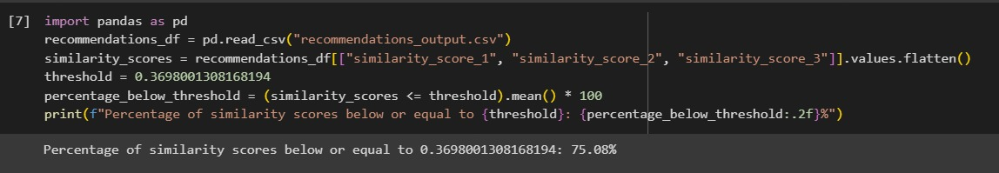 [7] import pandas as pd
recommendations_df = pd.read_csv("recommendations_output.csv")
similarity_scores = recommendations_df[["similarity_score_1", "similarity_score_2", "similarity_score_3"]].values.flatten()
threshold = 0.3698001308168194
percentage_below_threshold = (similarity_scores <= threshold).mean() * 100
print(f"Percentage of similarity scores below or equal to {threshold}: {percentage_below_threshold:.2f}%")
Percentage of similarity scores below or equal to 0.3698001308168194: 75.08%